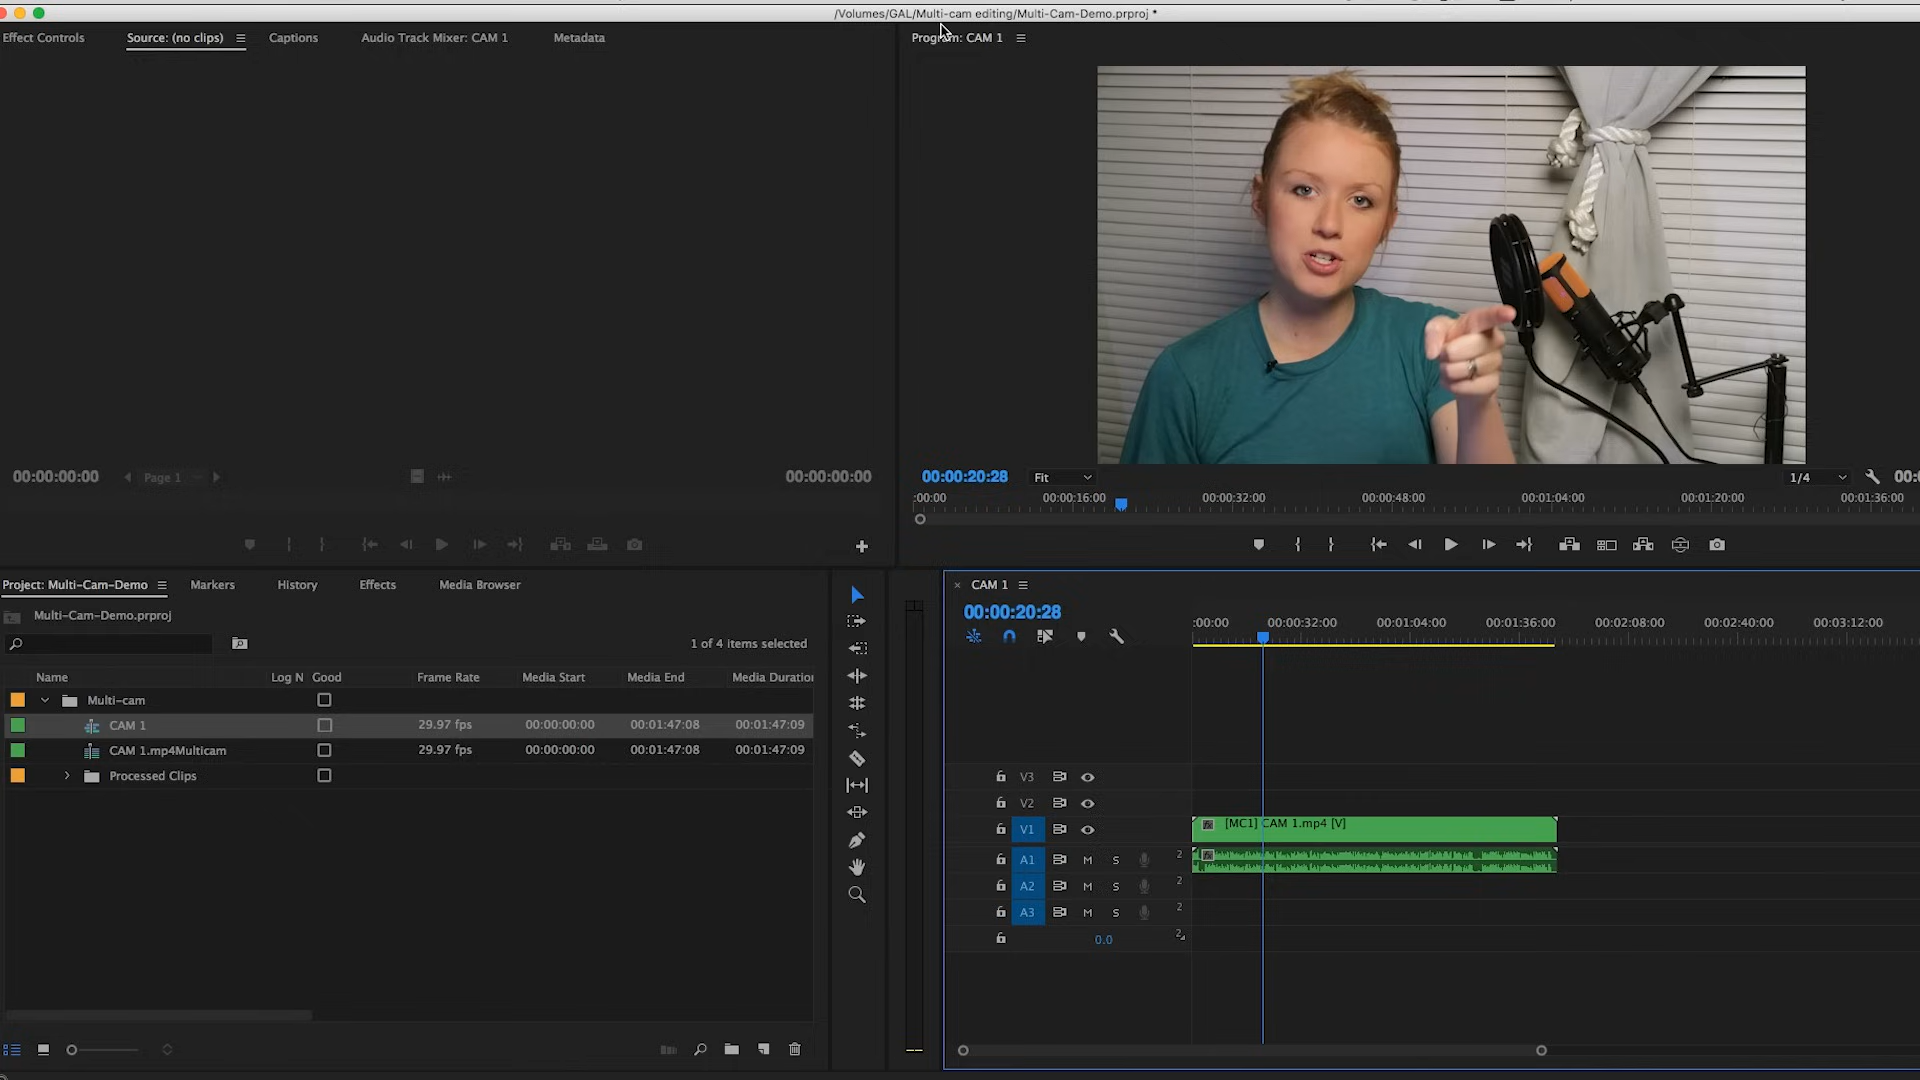 /Volumes/GAL/Multi-cam editing/Multi-Cam-Demo.prproj *
Effect Controls
Source: (no clips)
Captions
Audio Track Mixer: CAM 1
Metadata
Program: CAM 1
00:00:00:00
Page 1
00:00:00:00
00:00:20:28
Fit
1/4
:00:00
00:00:16:00
00:00:32:00
00:00:48:00
00:01:04:00
00:01:20:00
00:01:36:00
Project: Multi-Cam-Demo
Markers
History
Effects
Media Browser
Multi-Cam-Demo.prproj
1 of 4 items selected
Name
Log N
Good
Frame Rate
Media Start
Media End
Media Duration
Multi-cam
CAM 1
29.97 fps
00:00:00:00
00:01:47:08
00:01:47:09
CAM 1.mp4Multicam
29.97 fps
00:00:00:00
00:01:47:08
00:01:47:09
Processed Clips
CAM 1
00:00:20:28
:00:00
00:00:32:00
00:01:04:00
00:01:36:00
00:02:08:00
00:02:40:00
00:03:12:00
V3
V2
V1
[MC1] CAM 1.mp4 [V]
A1 M S 2
A2 M S 2
A3 M S 2
0.0 2